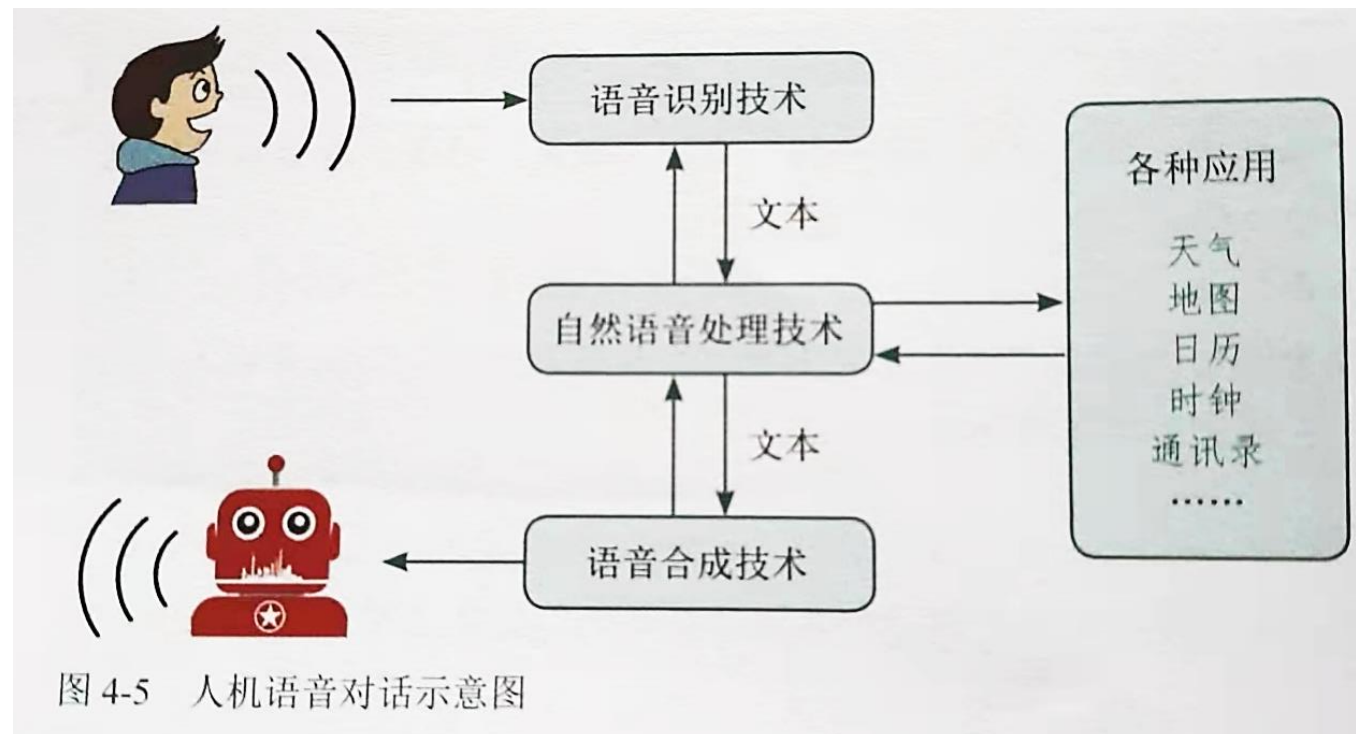 语音识别技术
文本
自然语音处理技术
文本
语音合成技术
各种应用
天气
地图
日历
时钟
通讯录
……
图 4-5 人机语音对话示意图